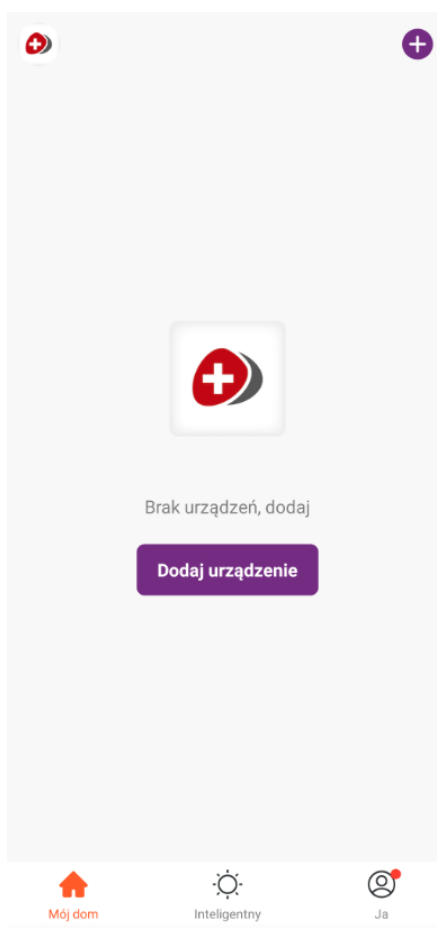 Brak urządzeń, dodaj
Dodaj urządzenie
Mój dom
Inteligentny
Ja